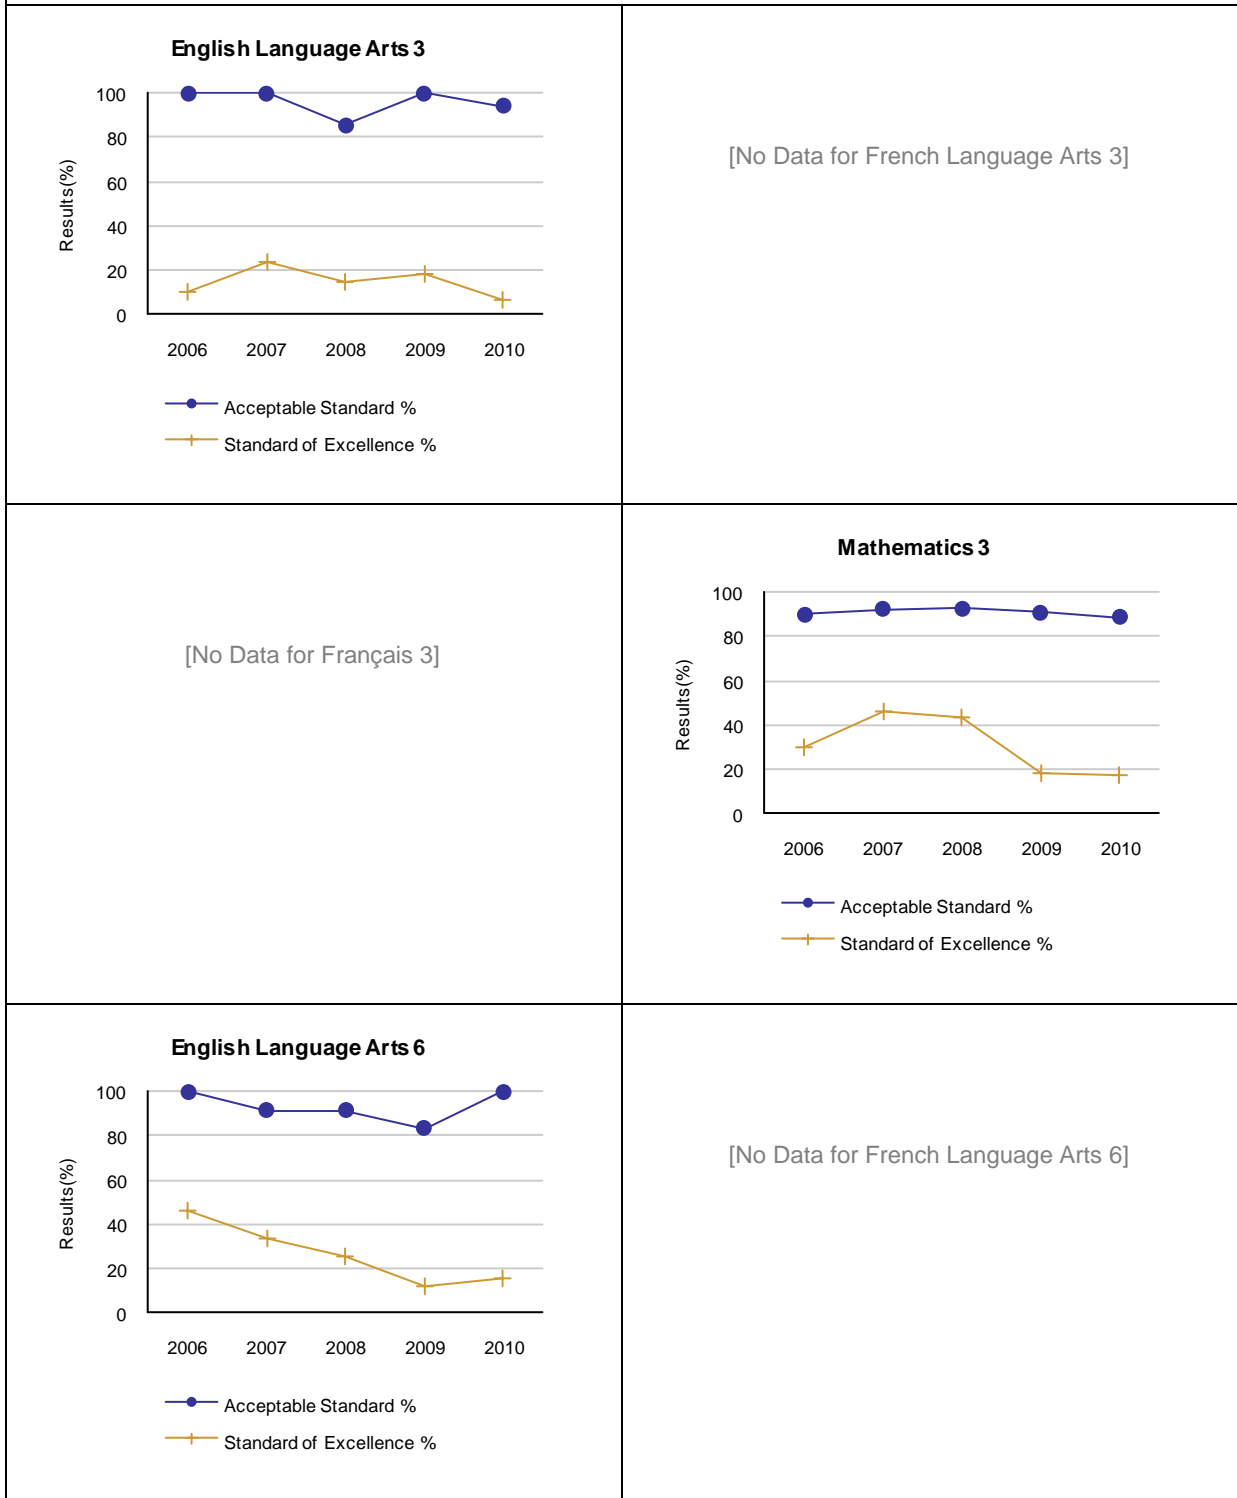 English Language Arts 3
100
80
60
40
20
0
Results(%)
2006 2007 2008 2009 2010
Acceptable Standard %
Standard of Excellence %
[No Data for French Language Arts 3]
[No Data for Français 3]
Mathematics 3
100
80
60
40
20
0
Results(%)
2006 2007 2008 2009 2010
Acceptable Standard %
Standard of Excellence %
English Language Arts 6
100
80
60
40
20
0
Results(%)
2006 2007 2008 2009 2010
Acceptable Standard %
Standard of Excellence %
[No Data for French Language Arts 6]